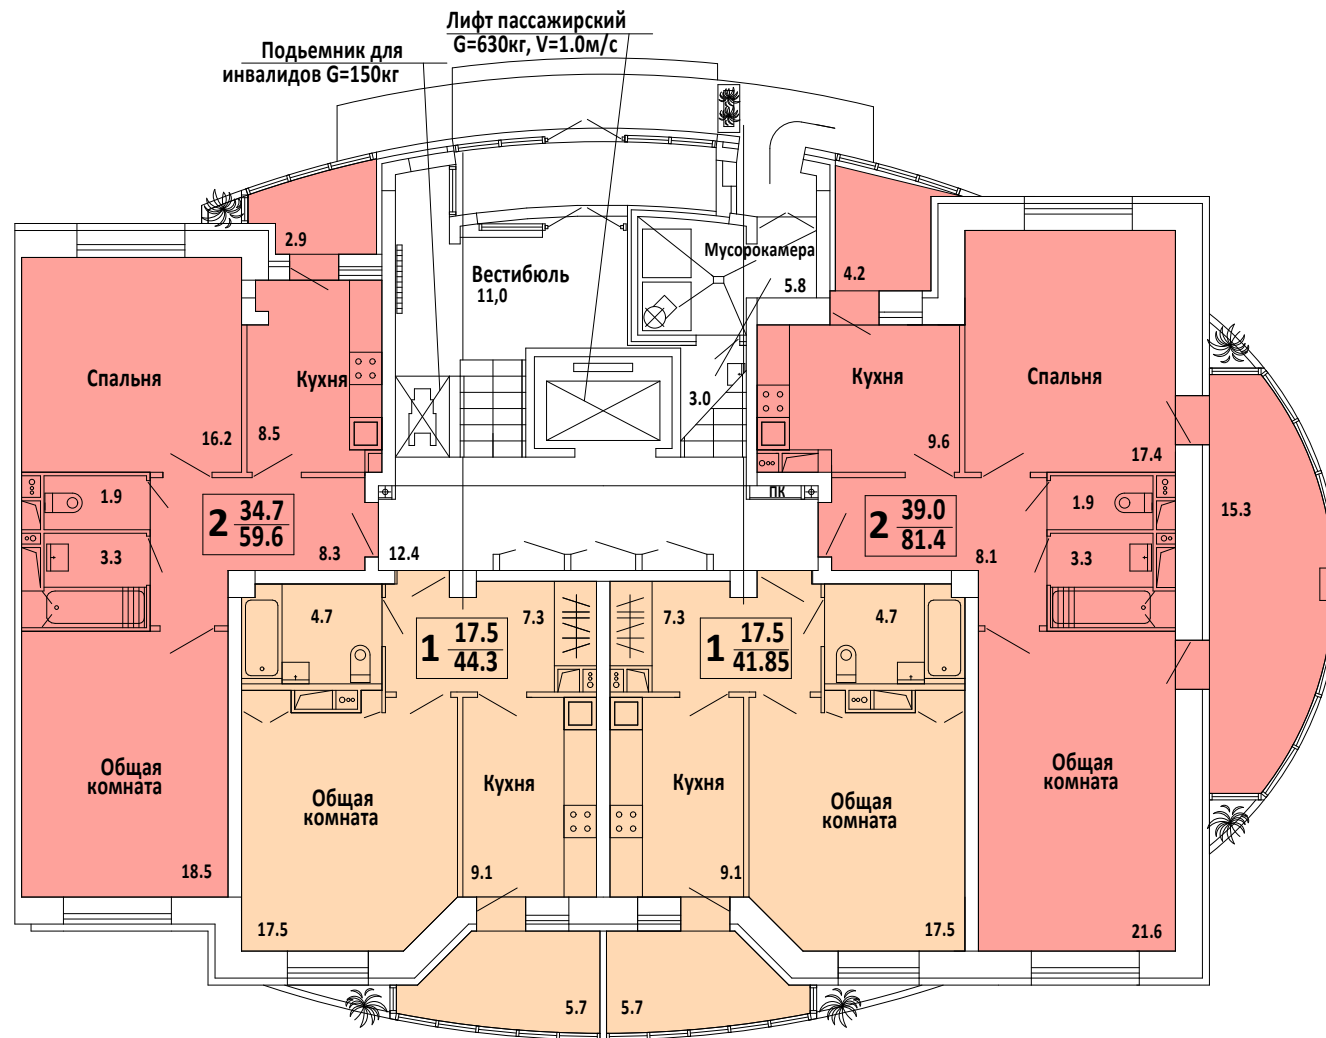 Лифт пассажирский
G=630кг, V=1.0м/с
Подьемник для
инвалидов G=150кг
2.9
Вестибюль
11,0
Мусорокамера
5.8
4.2
Спальня
16.2
Кухня
8.5
3.0
Кухня
9.6
Спальня
17.4
15.3
1.9
3.3
2
34.7
59.6
8.3
12.4
ПК
2
39.0
81.4
8.1
1.9
3.3
4.7
1
17.5
44.3
7.3
7.3
1
17.5
41.85
4.7
Общая
комната
18.5
Общая
комната
17.5
Кухня
9.1
Кухня
9.1
Общая
комната
17.5
Общая
комната
21.6
5.7
5.7